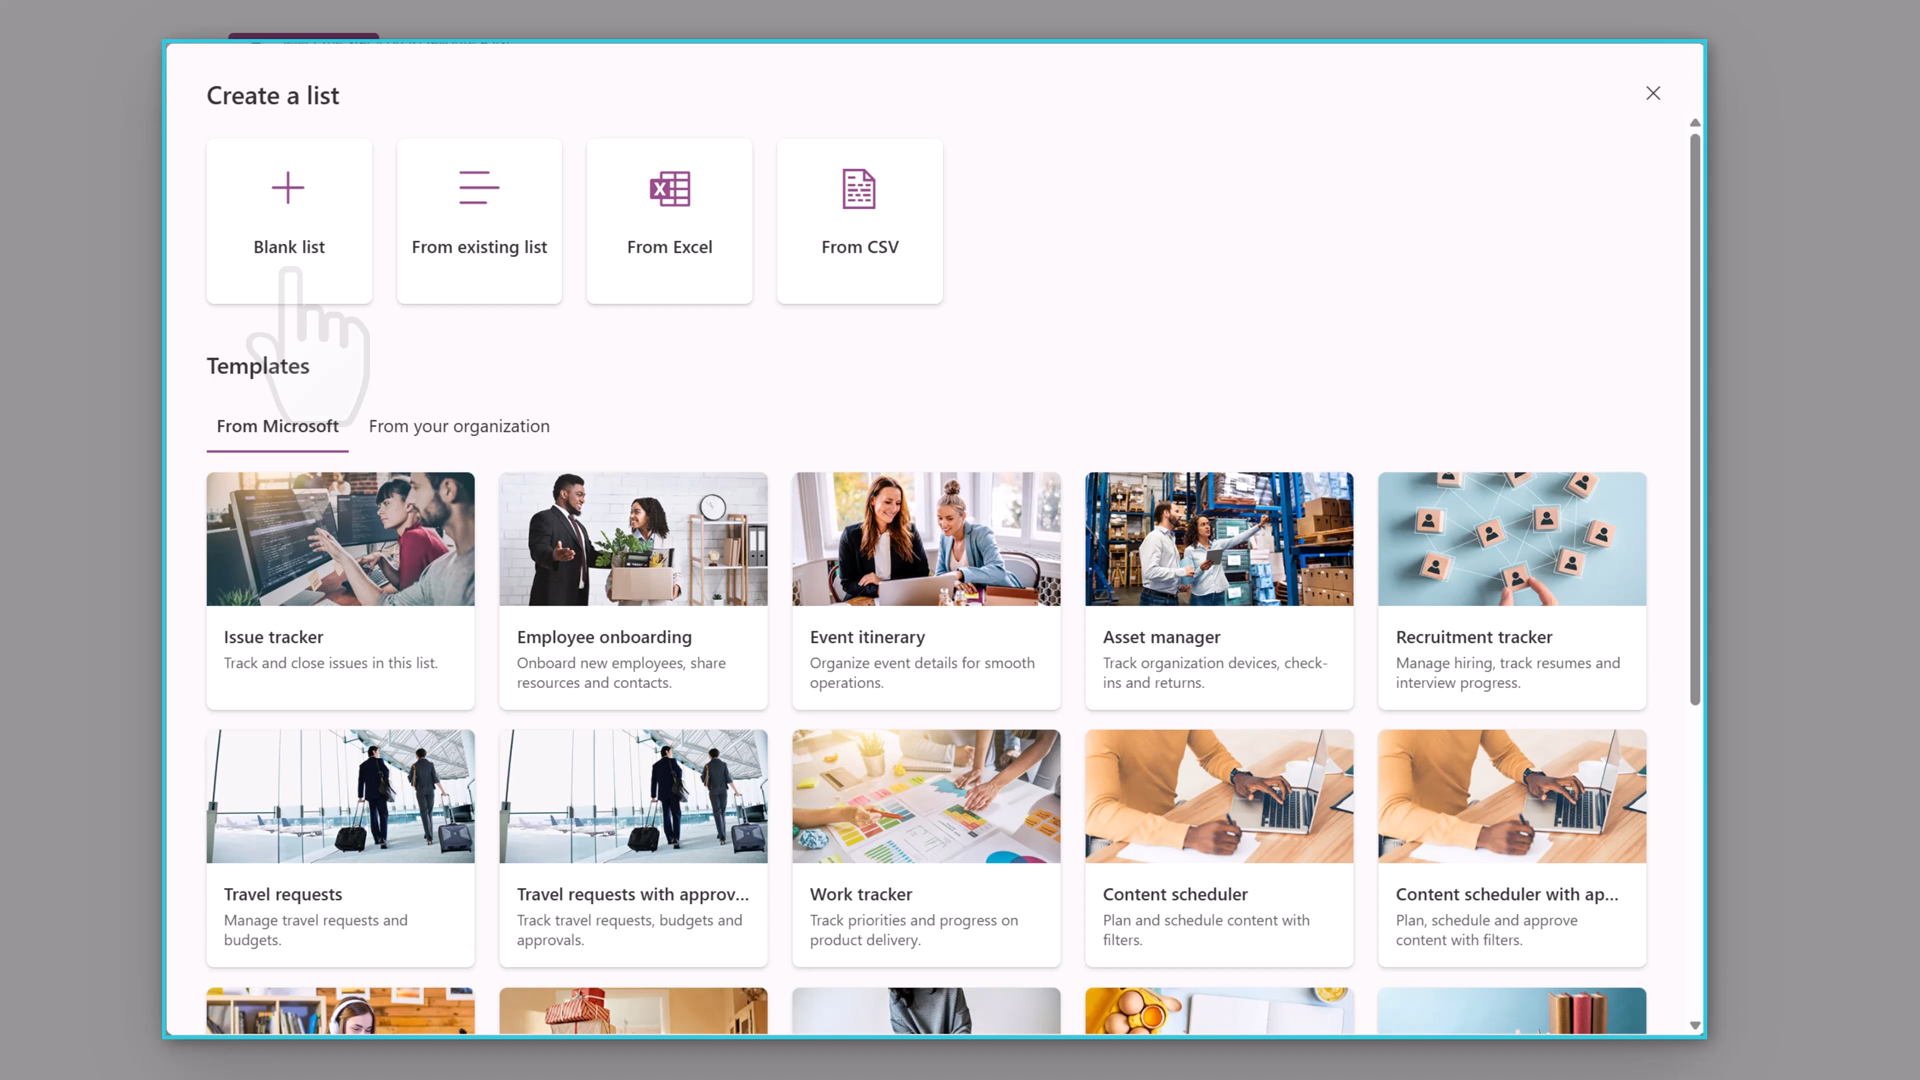 Create a list
Blank list
From existing list
From Excel
From CSV
Templates
From Microsoft
From your organization
Issue tracker
Track and close issues in this list.
Employee onboarding
Onboard new employees, share
resources and contacts.
Event itinerary
Organize event details for smooth
operations.
Asset manager
Track organization devices, check-
ins and returns.
Recruitment tracker
Manage hiring, track resumes and
interview progress.
Travel requests
Manage travel requests and
budgets.
Travel requests with approv...
Track travel requests, budgets and
approvals.
Work tracker
Track priorities and progress on
product delivery.
Content scheduler
Plan and schedule content with
filters.
Content scheduler with ap...
Plan, schedule and approve
content with filters.